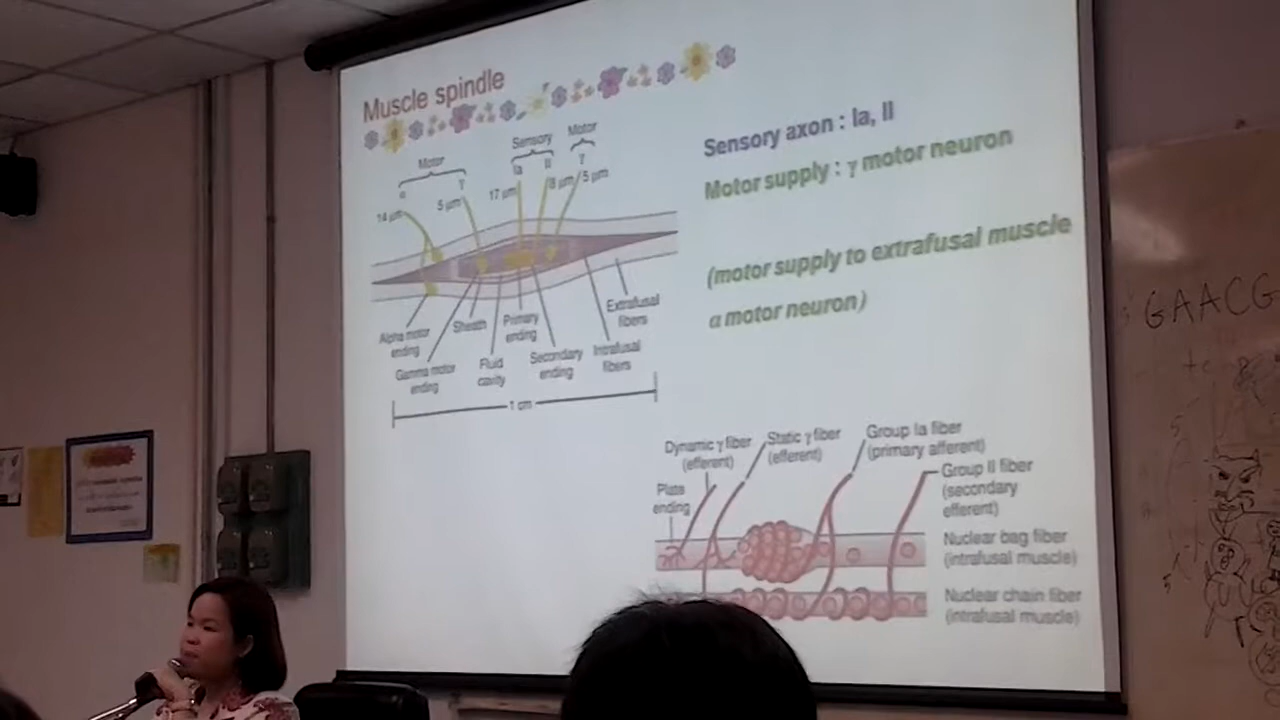 Muscle spindle
Sensory axon : Ia, II
Motor supply : γ motor neuron
(motor supply to extrafusal muscle
α motor neuron)
Motor
α
γ
14 µm
5 µm
Sensory
Ia
II
17 µm
8 µm
Motor
γ
5 µm
Alpha motor
ending
Gamma motor
ending
Sheath
Fluid
cavity
Primary
ending
Secondary
ending
Intrafusal
fibers
Extrafusal
fibers
1 cm
Dynamic γ fiber
(efferent)
Static γ fiber
(efferent)
Group Ia fiber
(primary afferent)
Group II fiber
(secondary
efferent)
Plate
ending
Nuclear bag fiber
(intrafusal muscle)
Nuclear chain fiber
(intrafusal muscle)
GAACG